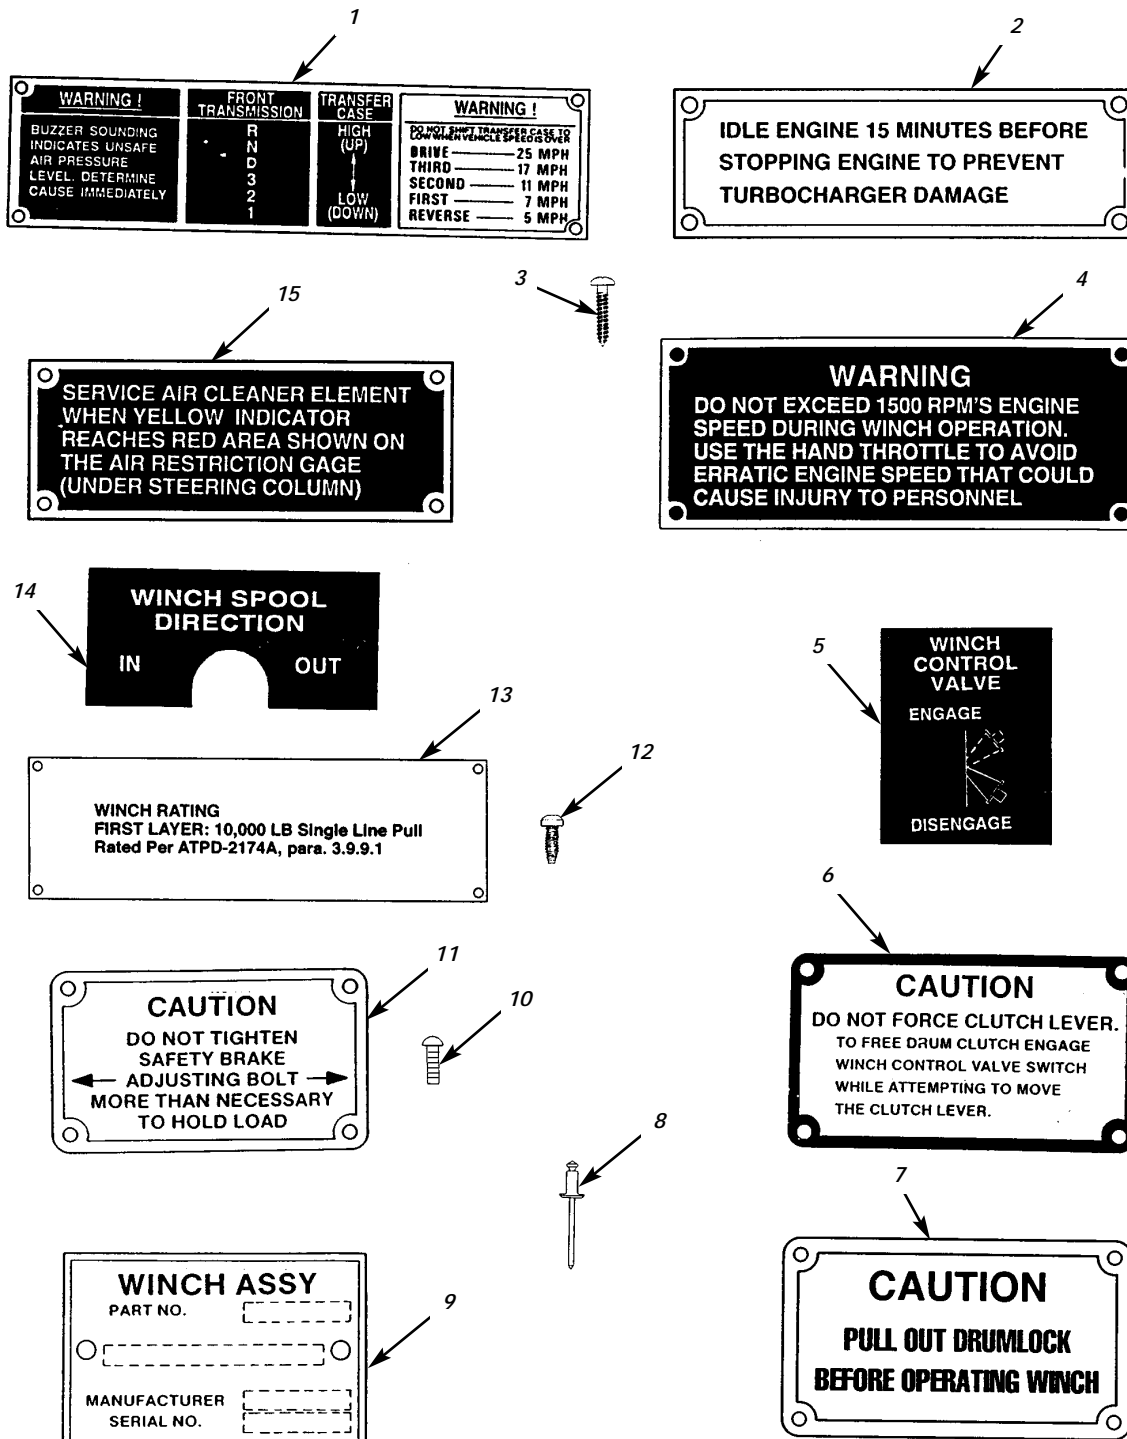 1
WARNING !
BUZZER SOUNDING
INDICATES UNSAFE
AIR PRESSURE
LEVEL. DETERMINE
CAUSE IMMEDIATELY
FRONT
TRANSMISSION
R
N
D
3
2
1
TRANSFER
CASE
HIGH
(UP)
LOW
(DOWN)
WARNING !
DO NOT SHIFT TRANSFER CASE TO
LOW WHEN VEHICLE SPEED IS OVER
DRIVE 25 MPH
THIRD 17 MPH
SECOND 11 MPH
FIRST 7 MPH
REVERSE 5 MPH
2
IDLE ENGINE 15 MINUTES BEFORE
STOPPING ENGINE TO PREVENT
TURBOCHARGER DAMAGE
3
15
SERVICE AIR CLEANER ELEMENT
WHEN YELLOW INDICATOR
REACHES RED AREA SHOWN ON
THE AIR RESTRICTION GAGE
(UNDER STEERING COLUMN)
4
WARNING
DO NOT EXCEED 1500 RPM'S ENGINE
SPEED DURING WINCH OPERATION.
USE THE HAND THROTTLE TO AVOID
ERRATIC ENGINE SPEED THAT COULD
CAUSE INJURY TO PERSONNEL
14
WINCH SPOOL
DIRECTION
IN OUT
5
WINCH
CONTROL
VALVE
ENGAGE
DISENGAGE
13
WINCH RATING
FIRST LAYER: 10,000 LB Single Line Pull
Rated Per ATPD-2174A, para. 3.9.9.1
12
6
CAUTION
DO NOT FORCE CLUTCH LEVER.
TO FREE DRUM CLUTCH ENGAGE
WINCH CONTROL VALVE SWITCH
WHILE ATTEMPTING TO MOVE
THE CLUTCH LEVER.
11
CAUTION
DO NOT TIGHTEN
SAFETY BRAKE
ADJUSTING BOLT
MORE THAN NECESSARY
TO HOLD LOAD
10
8
7
CAUTION
PULL OUT DRUMLOCK
BEFORE OPERATING WINCH
9
WINCH ASSY
PART NO.
MANUFACTURER
SERIAL NO.